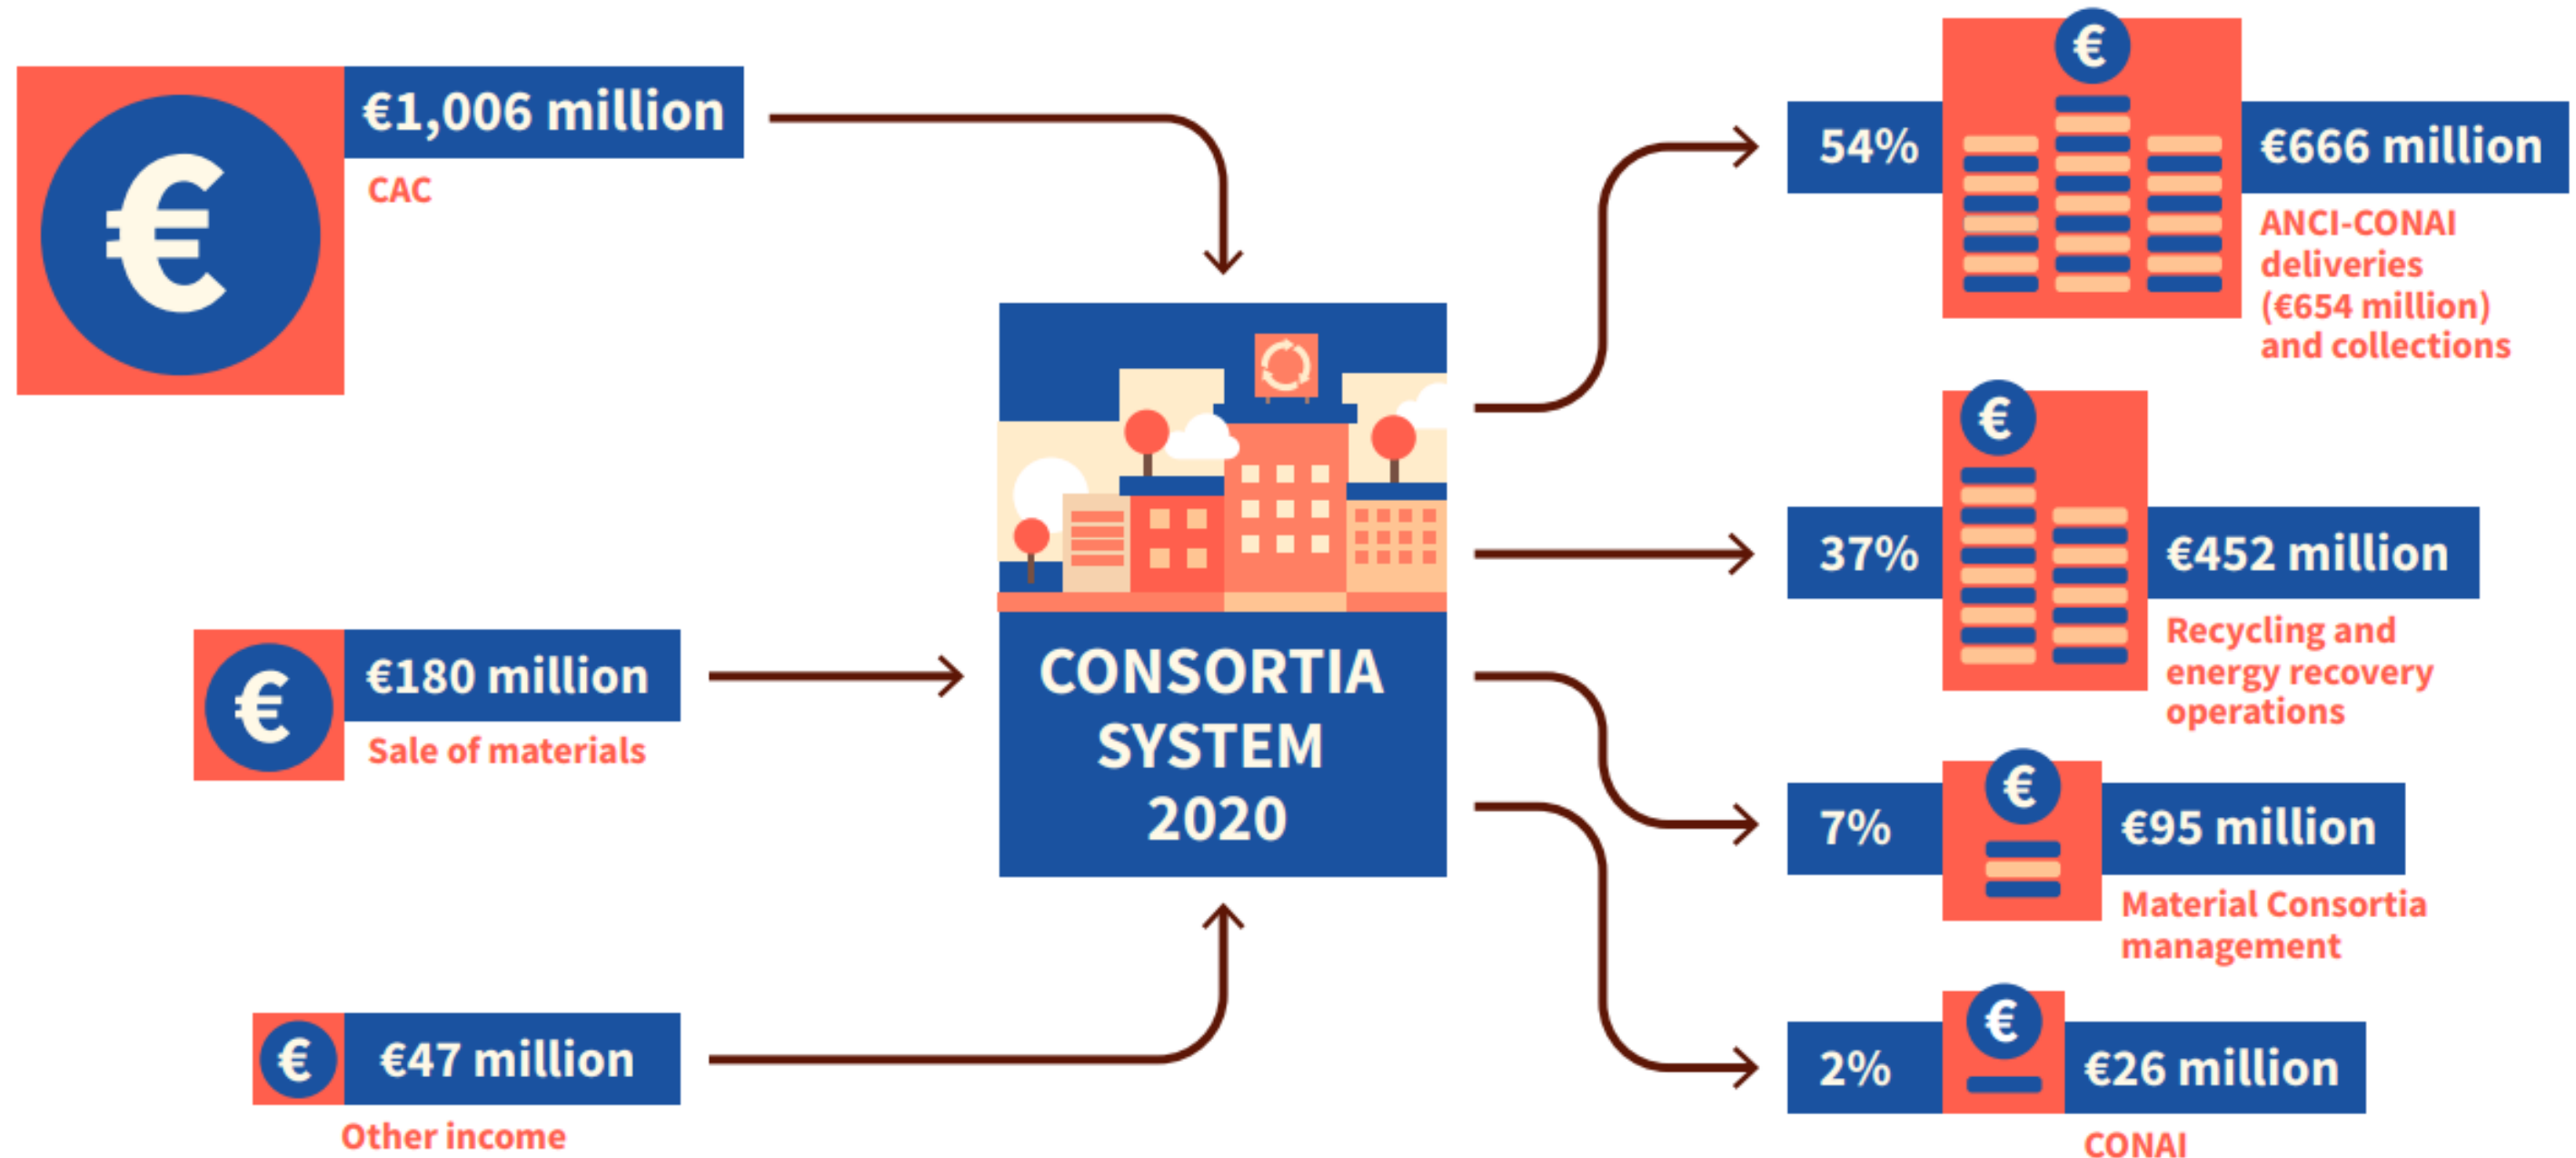 €
€1,006 million
CAC
€
€180 million
Sale of materials
€
€47 million
Other income
CONSORTIA
SYSTEM
2020
54%
€
€666 million
ANCI-CONAI
deliveries
(€654 million)
and collections
37%
€
€452 million
Recycling and
energy recovery
operations
7%
€
€95 million
Material Consortia
management
2%
€
€26 million
CONAI